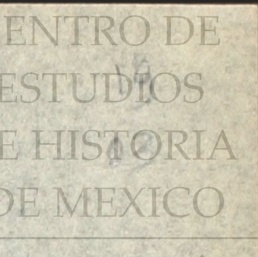 ENTRO DE
ESTUDIOS
E HISTORIA
DE MEXICO